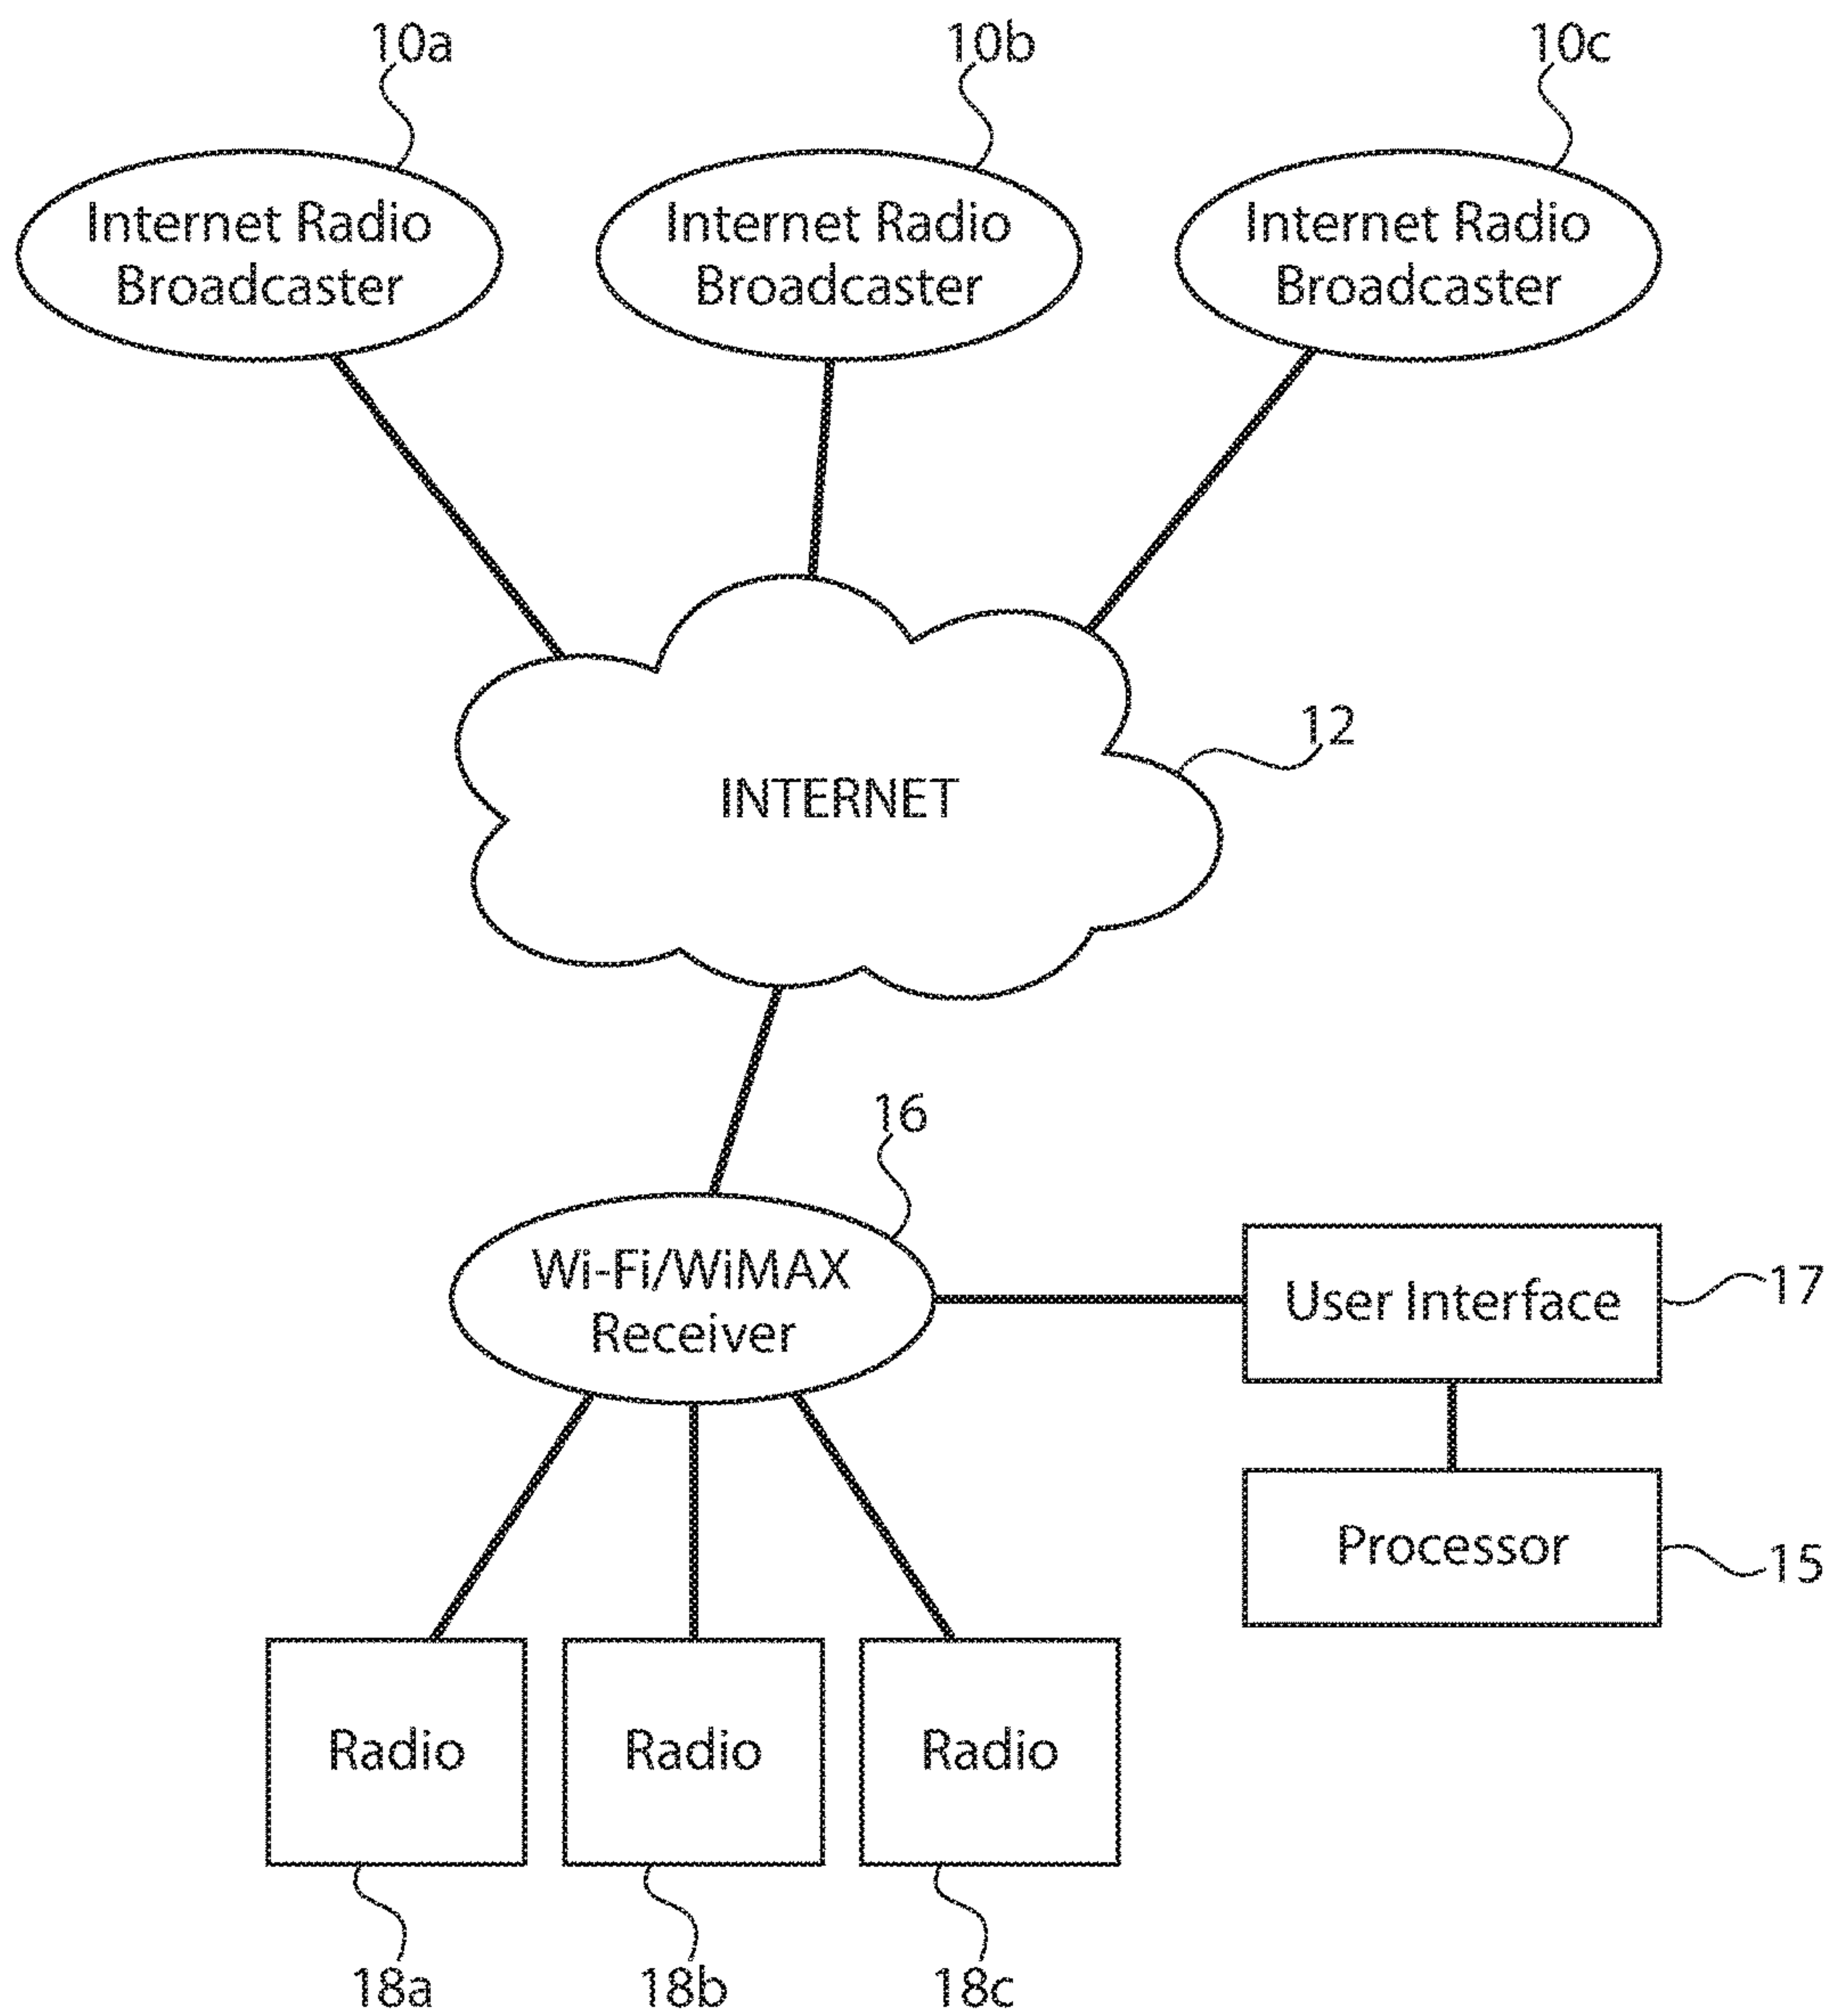 10a
10b
10c
Internet Radio
Broadcaster
Internet Radio
Broadcaster
Internet Radio
Broadcaster
12
INTERNET
16
Wi-Fi/WiMAX
Receiver
User Interface
17
Processor
15
Radio
Radio
Radio
18a
18b
18c